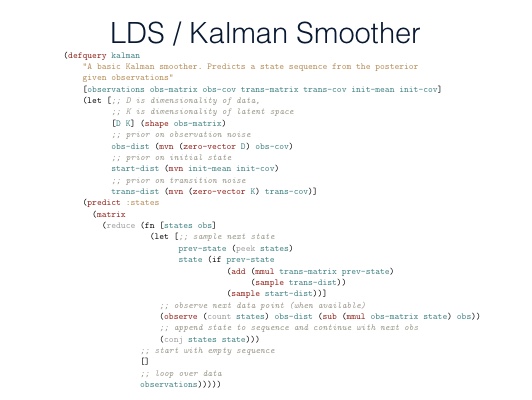 LDS / Kalman Smoother
(defquery kalman
"A basic Kalman smoother. Predicts a state sequence from the posterior
given observations"
[observations obs-matrix obs-cov trans-matrix trans-cov init-mean init-cov]
(let [;; D is dimensionality of data,
;; K is dimensionality of latent space
[D K] (shape obs-matrix)
;; prior on observation noise
obs-dist (mvn (zero-vector D) obs-cov)
;; prior on initial state
start-dist (mvn init-mean init-cov)
;; prior on transition noise
trans-dist (mvn (zero-vector K) trans-cov)]
(predict :states
(matrix
(reduce (fn [states obs]
(let [;; sample next state
prev-state (peek states)
state (if prev-state
(add (mmul trans-matrix prev-state)
(sample trans-dist))
(sample start-dist))]
;; observe next data point (when available)
(observe (count states) obs-dist (sub (mmul obs-matrix state) obs))
;; append state to sequence and continue with next obs
(conj states state)))
;; start with empty sequence
[]
;; loop over data
observations)))))